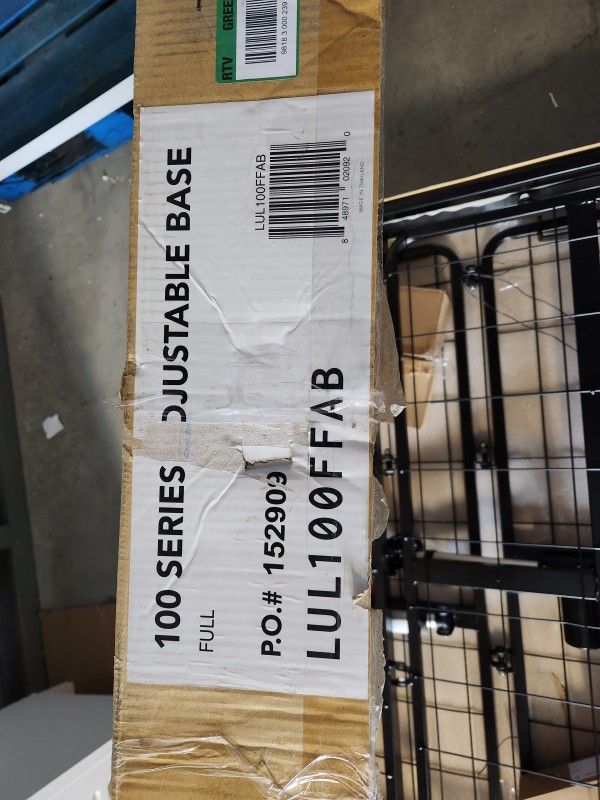 100 SERIES DJUSTABLE BASE
FULL
P.O.# 152909
LUL100FFAB
LUL100FFAB
8 48971 02092 0
MADE IN THAILAND
RTV GREE
9818 3 000 239